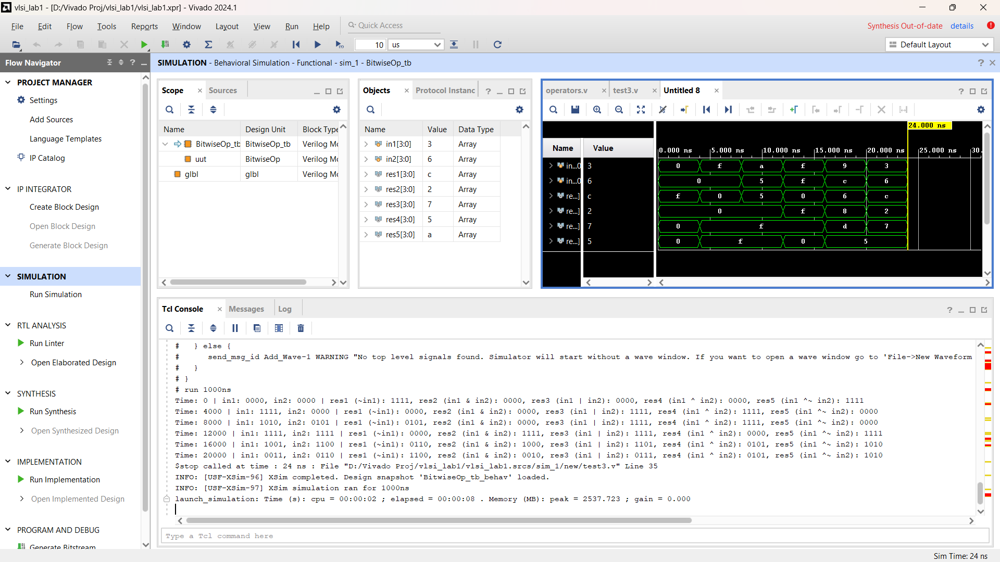 vlsi_lab1 - [D:/Vivado Proj/vlsi_lab1/vlsi_lab1.xpr] - Vivado 2024.1
File Edit Flow Tools Reports Window Layout View Run Help Quick Access
Synthesis Out-of-date details
10 us
Default Layout
Flow Navigator
PROJECT MANAGER
Settings
Add Sources
Language Templates
IP Catalog
IP INTEGRATOR
Create Block Design
Open Block Design
Generate Block Design
SIMULATION
Run Simulation
RTL ANALYSIS
Run Linter
Open Elaborated Design
SYNTHESIS
Run Synthesis
Open Synthesized Design
IMPLEMENTATION
Run Implementation
Open Implemented Design
PROGRAM AND DEBUG
Generate Bitstream
SIMULATION - Behavioral Simulation - Functional - sim_1 - BitwiseOp_tb
Scope Sources
Name Design Unit Block Type
BitwiseOp_tb BitwiseOp_tb Verilog Mo
uut BitwiseOp Verilog Mo
glbl glbl Verilog Mo
Objects Protocol Instanc
Name Value Data Type
in1[3:0] 3 Array
in2[3:0] 6 Array
res1[3:0] c Array
res2[3:0] 2 Array
res3[3:0] 7 Array
res4[3:0] 5 Array
res5[3:0] a Array
operators.v test3.v Untitled 8
24.000 ns
Name Value 0.000 ns 5.000 ns 10.000 ns 15.000 ns 20.000 ns 25.000 ns 30.
in...0 3 0 f a f 9 3
in...0 6 0 5 f c 6
re...] c f 0 5 0 6 c
re...] 2 0 f 8 2
re...] 7 0 f d 7
re...] 5 0 f 0 5
Tcl Console Messages Log
# } else {
# send_msg_id Add_Wave-1 WARNING "No top level signals found. Simulator will start without a wave window. If you want to open a wave window go to 'File->New Waveform
# }
# }
# run 1000ns
Time: 0 | in1: 0000, in2: 0000 | res1 (~in1): 1111, res2 (in1 & in2): 0000, res3 (in1 | in2): 0000, res4 (in1 ^ in2): 0000, res5 (in1 ^~ in2): 1111
Time: 4000 | in1: 1111, in2: 0000 | res1 (~in1): 0000, res2 (in1 & in2): 0000, res3 (in1 | in2): 1111, res4 (in1 ^ in2): 1111, res5 (in1 ^~ in2): 0000
Time: 8000 | in1: 1010, in2: 0101 | res1 (~in1): 0101, res2 (in1 & in2): 0000, res3 (in1 | in2): 1111, res4 (in1 ^ in2): 1111, res5 (in1 ^~ in2): 0000
Time: 12000 | in1: 1111, in2: 1111 | res1 (~in1): 0000, res2 (in1 & in2): 1111, res3 (in1 | in2): 1111, res4 (in1 ^ in2): 0000, res5 (in1 ^~ in2): 1111
Time: 16000 | in1: 1001, in2: 1100 | res1 (~in1): 0110, res2 (in1 & in2): 1000, res3 (in1 | in2): 1101, res4 (in1 ^ in2): 0101, res5 (in1 ^~ in2): 1010
Time: 20000 | in1: 0011, in2: 0110 | res1 (~in1): 1100, res2 (in1 & in2): 0010, res3 (in1 | in2): 0111, res4 (in1 ^ in2): 0101, res5 (in1 ^~ in2): 1010
$stop called at time : 24 ns : File "D:/Vivado Proj/vlsi_lab1/vlsi_lab1.srcs/sim_1/new/test3.v" Line 35
INFO: [USF-XSim-96] XSim completed. Design snapshot 'BitwiseOp_tb_behav' loaded.
INFO: [USF-XSim-97] XSim simulation ran for 1000ns
launch_simulation: Time (s): cpu = 00:00:02 ; elapsed = 00:00:08 . Memory (MB): peak = 2537.723 ; gain = 0.000
Type a Tcl command here
Sim Time: 24 ns